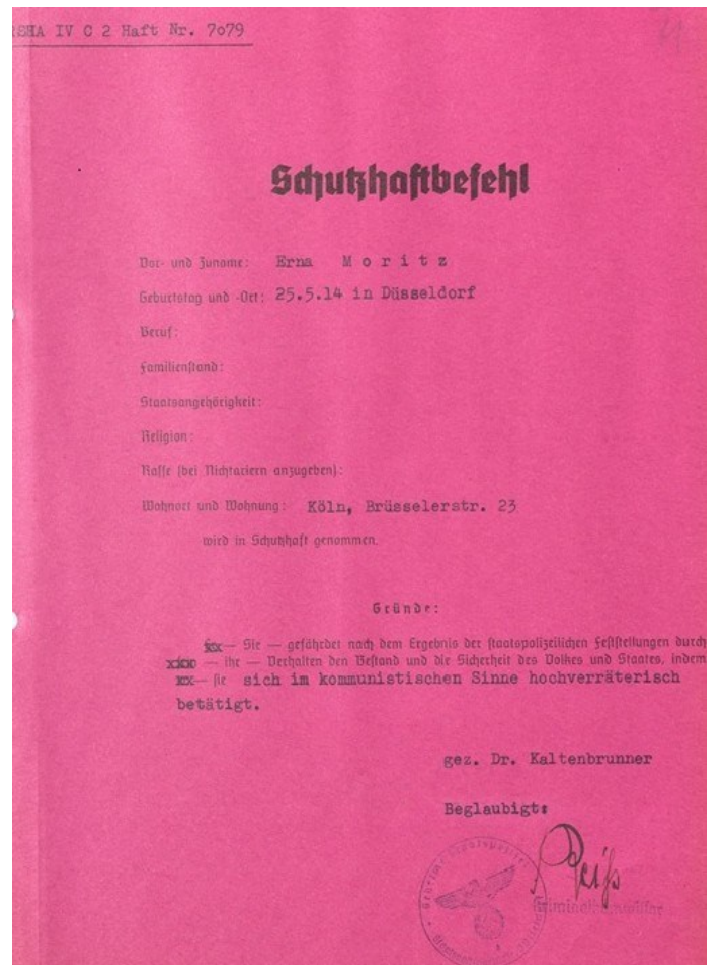 RSHA IV C 2 Haft Nr. 7079
Schutzhaftbefehl
Vor- und Zuname: Erna Moritz
Geburtstag und -Ort: 25.5.14 in Düsseldorf
Beruf:
Familienstand:
Staatsangehörigkeit:
Religion:
Rasse (bei Nichtariern anzugeben):
Wohnort und Wohnung: Köln, Brüsselerstr. 23
wird in Schutzhaft genommen.
Gründe:
— Sie — gefährdet nach dem Ergebnis der staatspolizeilichen Feststellungen durch
— ihr — Verhalten den Bestand und die Sicherheit des Volkes und Staates, indem
— sie sich im kommunistischen Sinne hochverräterisch
betätigt.
gez. Dr. Kaltenbrunner
Beglaubigt:
Geheime Staatspolizei